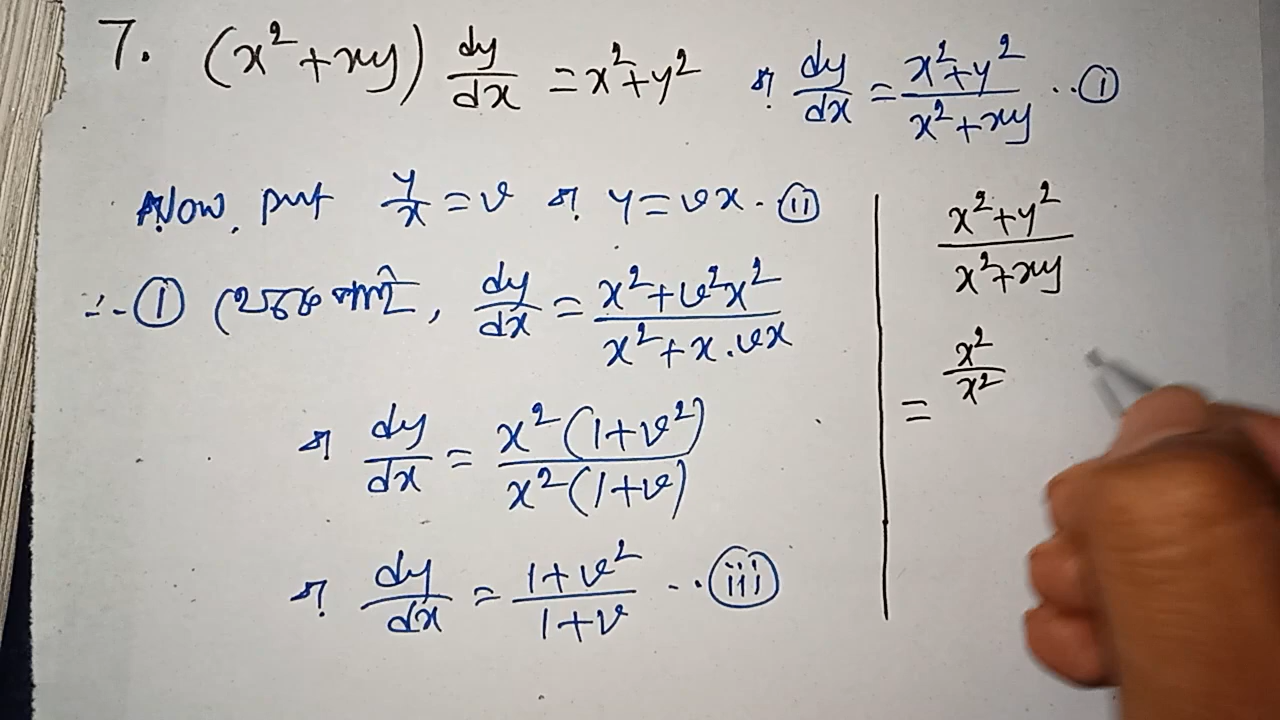 7. (x²+xy) dy/dx = x²+y² বা dy/dx = (x²+y²)/(x²+xy) ..(i)
Now, put y/x = v বা y = vx. (ii)
∴ (i) থেকে পাই, dy/dx = (x²+v²x²)/(x²+x.vx)
বা dy/dx = x²(1+v²)/x²(1+v)
বা dy/dx = (1+v²)/(1+v) ..(iii)
(x²+y²)/(x²+xy)
= x²/x²